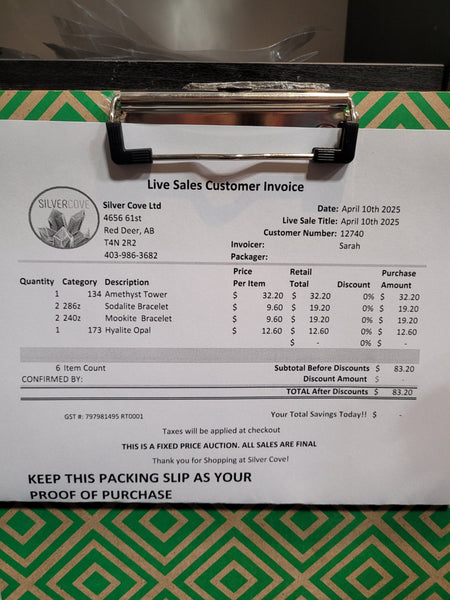 Live Sales Customer Invoice
SILVERCOVE
Silver Cove Ltd
4656 61st
Red Deer, AB
T4N 2R2
403-986-3682
Date: April 10th 2025
Live Sale Title: April 10th 2025
Customer Number: 12740
Invoicer: Sarah
Packager:
Price Retail Purchase
Quantity Category Description Per Item Total Discount Amount
1 134 Amethyst Tower $ 32.20 $ 32.20 0% $ 32.20
2 286z Sodalite Bracelet $ 9.60 $ 19.20 0% $ 19.20
2 240z Mookite Bracelet $ 9.60 $ 19.20 0% $ 19.20
1 173 Hyalite Opal $ 12.60 $ 12.60 0% $ 12.60
$ - 0% $ -
6 Item Count Subtotal Before Discounts $ 83.20
CONFIRMED BY: Discount Amount $ -
TOTAL After Discounts $ 83.20
GST #: 797981495 RT0001 Your Total Savings Today!! $ -
Taxes will be applied at checkout
THIS IS A FIXED PRICE AUCTION. ALL SALES ARE FINAL
Thank you for Shopping at Silver Cove!
KEEP THIS PACKING SLIP AS YOUR
PROOF OF PURCHASE